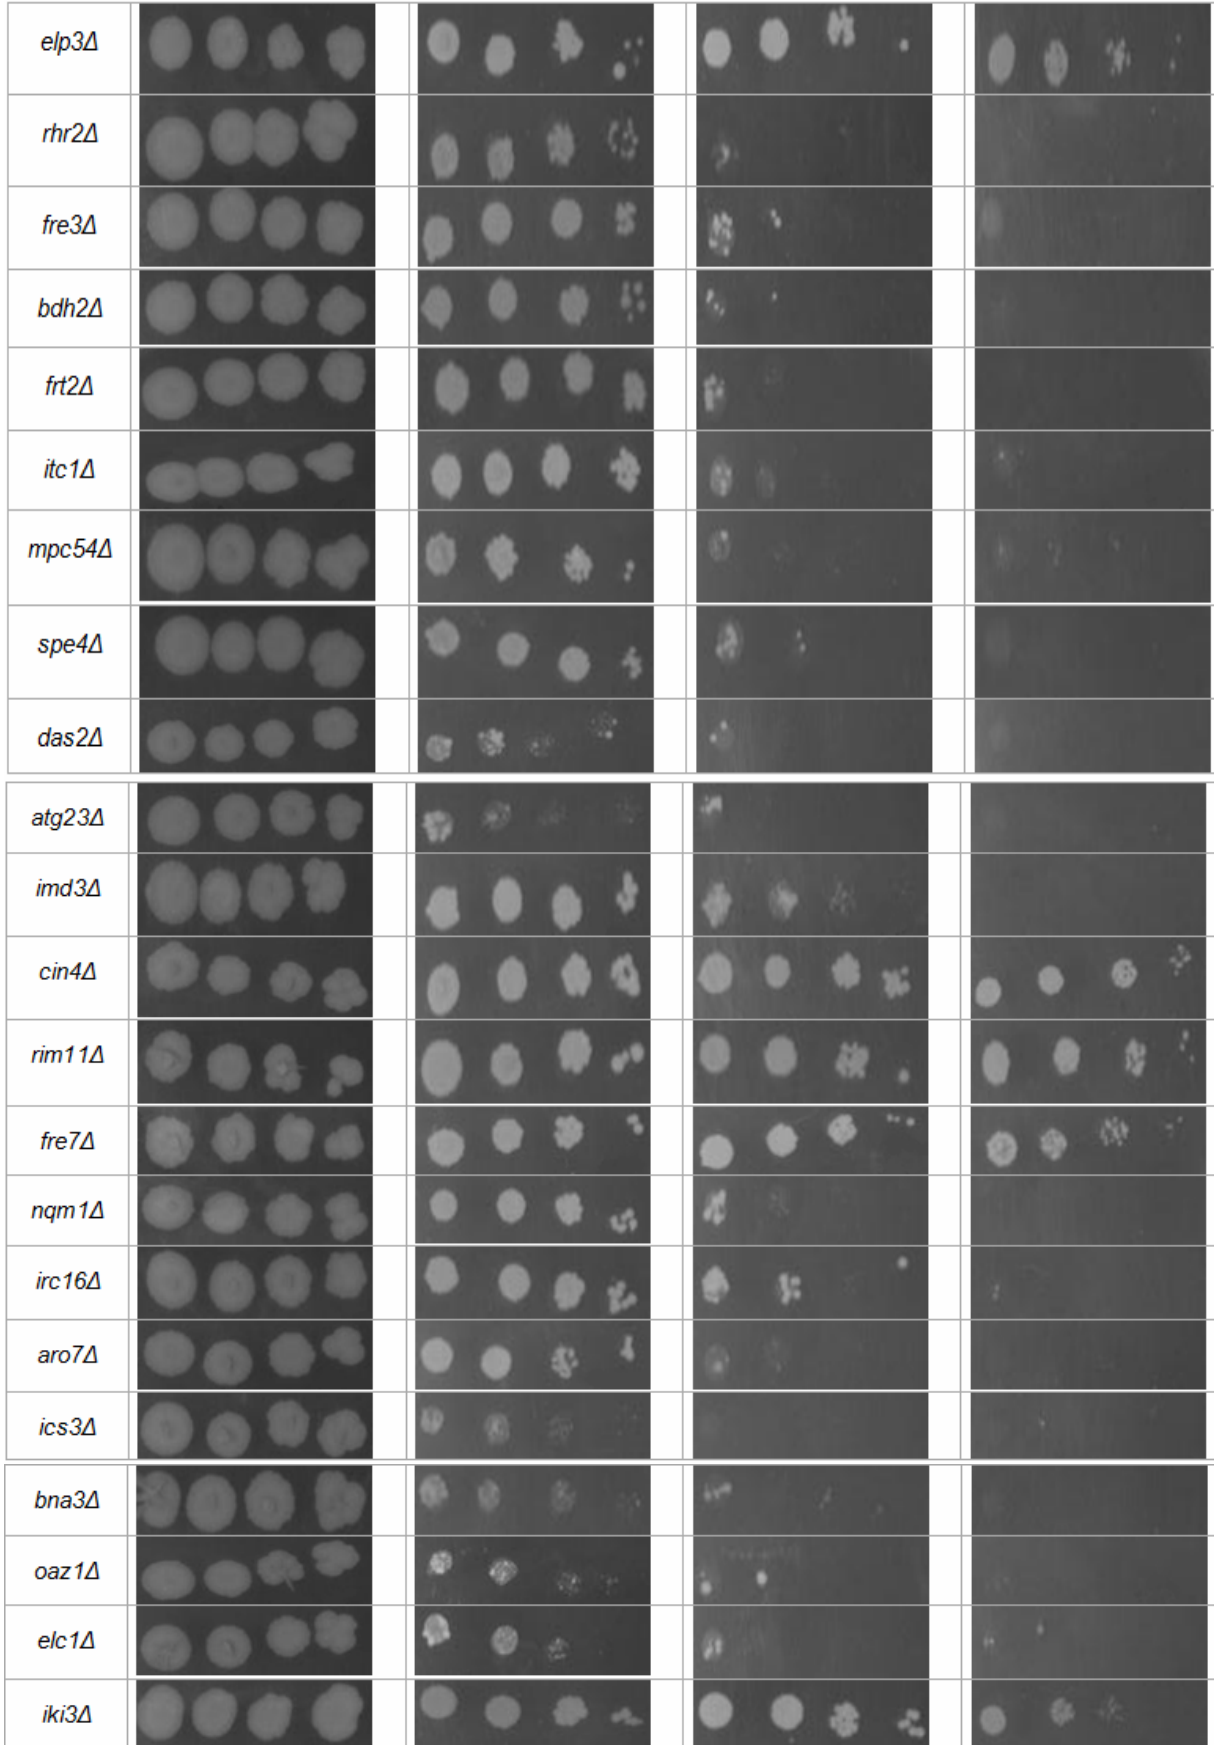 elp3Δ
rhr2Δ
fre3Δ
bdh2Δ
frt2Δ
itc1Δ
mpc54Δ
spe4Δ
das2Δ
atg23Δ
imd3Δ
cin4Δ
rim11Δ
fre7Δ
nqm1Δ
irc16Δ
aro7Δ
ics3Δ
bna3Δ
oaz1Δ
elc1Δ
iki3Δ